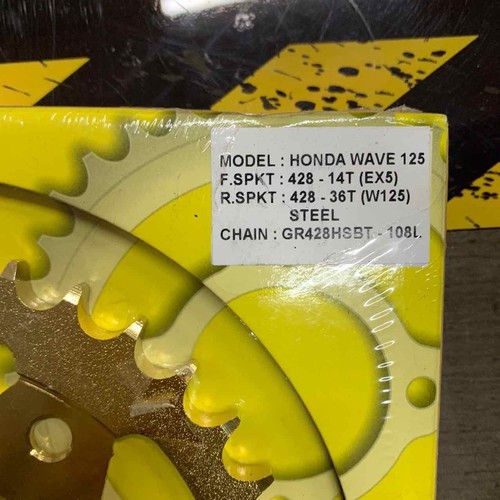 MODEL : HONDA WAVE 125
F.SPKT : 428 - 14T (EX5)
R.SPKT : 428 - 36T (W125)
STEEL
CHAIN : GR428HSBT - 108L